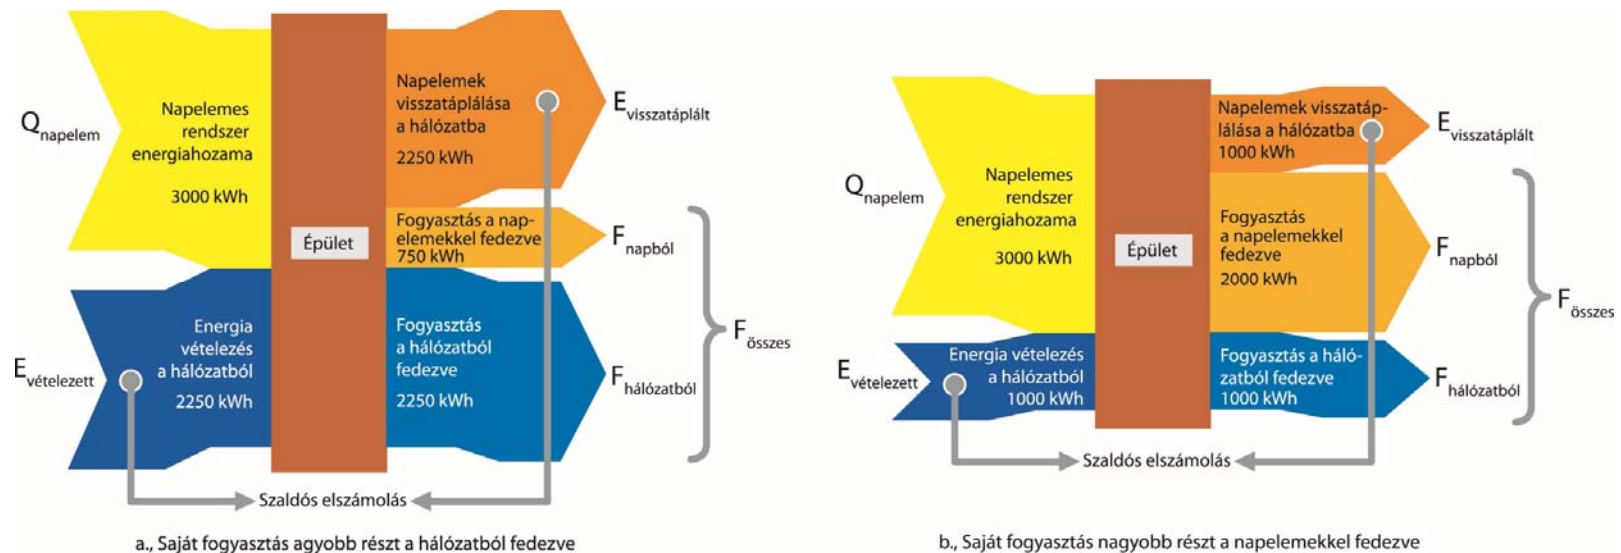 Q napelem
Napelemes
rendszer
energiahozama
3000 kWh
Napelemek
visszatáplálása
a hálózatba
2250 kWh
E visszatáplált
Épület
Fogyasztás a nap-
elemekkel fedezve
750 kWh
F napból
E vételezett
Energia
vételezés
a hálózatból
2250 kWh
Fogyasztás
a hálózatból
fedezve
2250 kWh
F hálózatból
F összes
Szaldós elszámolás
a., Saját fogyasztás agyobb részt a hálózatból fedezve
Q napelem
Napelemes
rendszer
energiahozama
3000 kWh
Napelemek visszatáp-
lálása a hálózatba
1000 kWh
E visszatáplált
Épület
Fogyasztás
a napelemekkel
fedezve
2000 kWh
F napból
E vételezett
Energia vételezés
a hálózatból
1000 kWh
Fogyasztás a háló-
zatból fedezve
1000 kWh
F hálózatból
F összes
Szaldós elszámolás
b., Saját fogyasztás nagyobb részt a napelemekkel fedezve